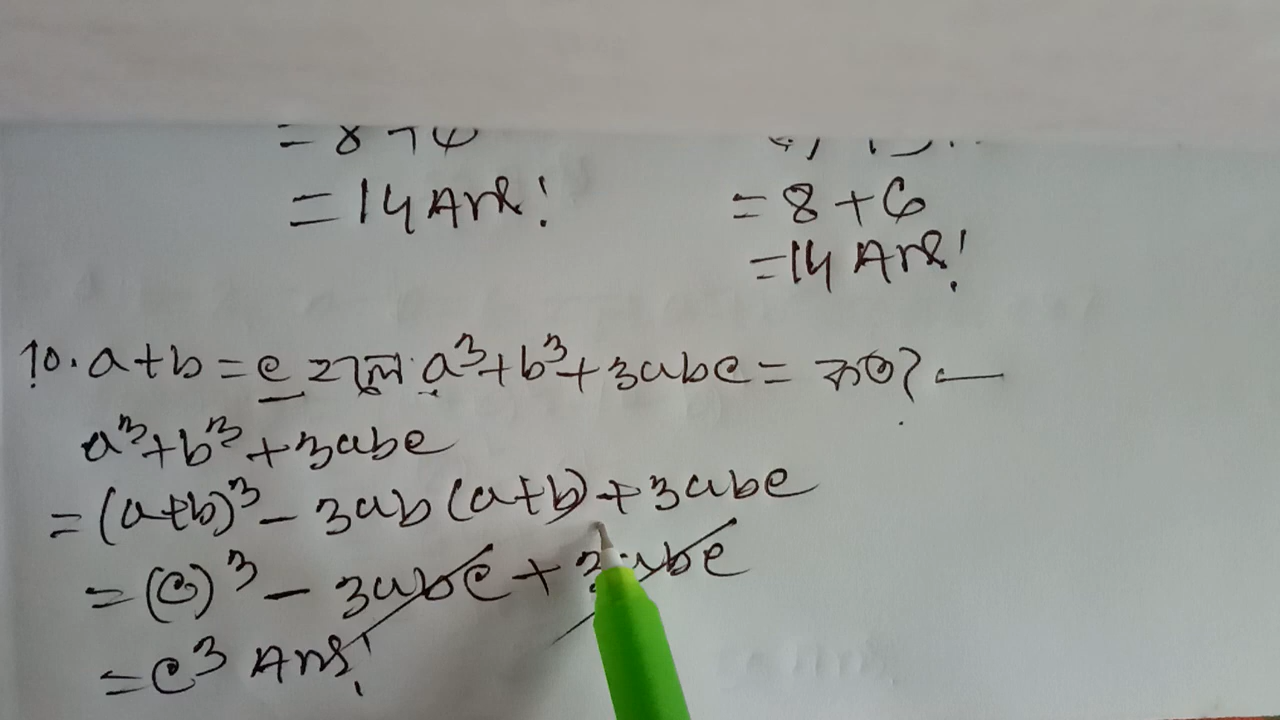 = 14 Ans!
= 8 + 6
= 14 Ans!
10. a + b = c হলে a³ + b³ + 3abc = কত? —
a³ + b³ + 3abc
= (a+b)³ - 3ab (a+b) + 3abc
= (c)³ - 3abc + 3abc
= c³ Ans!